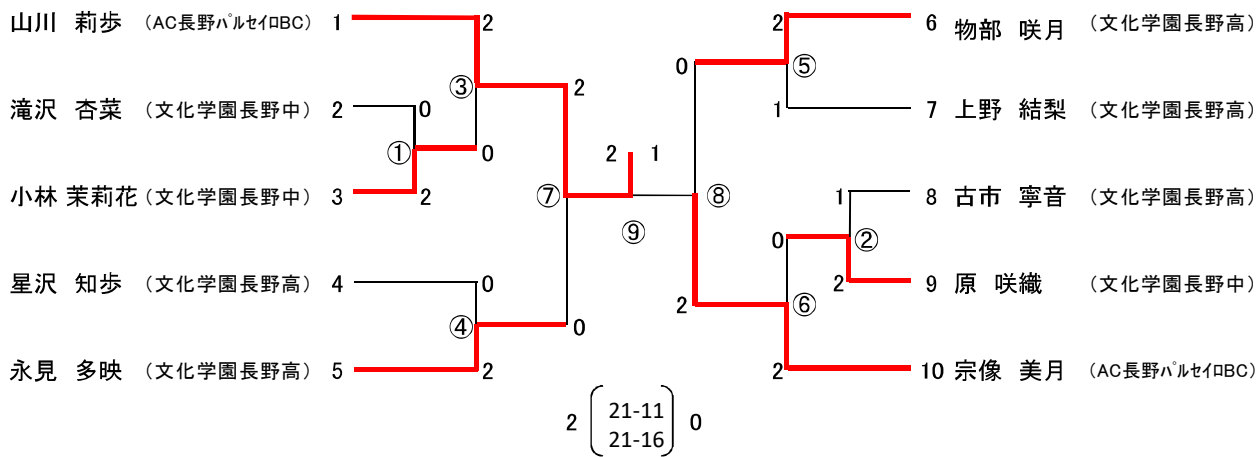 山川 莉歩 (AC長野パルセイロBC) 1 2 2 6 物部 咲月 (文化学園長野高)
0 ⑤
③ 2
滝沢 杏菜 (文化学園長野中) 2 0 1 7 上野 結梨 (文化学園長野高)
① 0 2 1
小林 茉莉花 (文化学園長野中) 3 2 ⑦ ⑧ 1 8 古市 寧音 (文化学園長野高)
⑨ 0 ②
星沢 知歩 (文化学園長野高) 4 0 2 9 原 咲織 (文化学園長野中)
④ 0 2 ⑥
永見 多映 (文化学園長野高) 5 2 2 10 宗像 美月 (AC長野パルセイロBC)
21-11
2 0
21-16